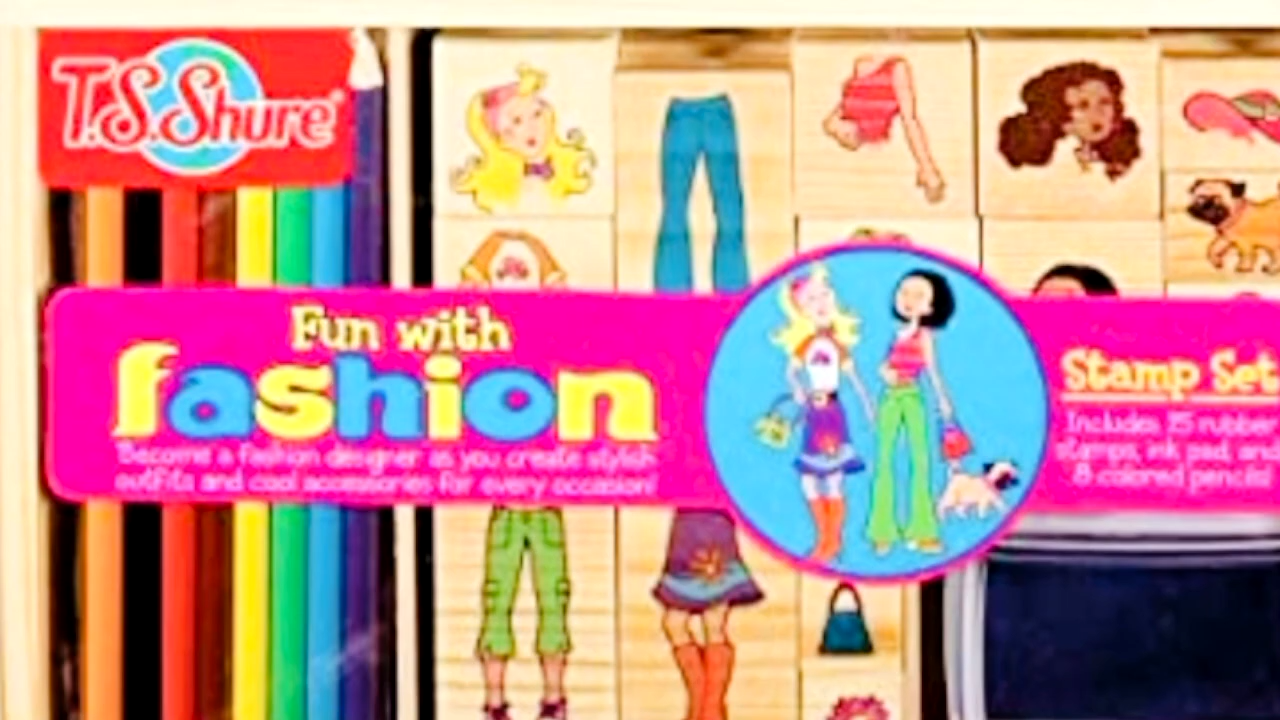 T.S.Shure®
Fun with
fashion
Become a fashion designer as you create stylish
outfits and cool accessories for every occasion!
Stamp Set
Includes 15 rubber
stamps, ink pad, and
8 colored pencils!